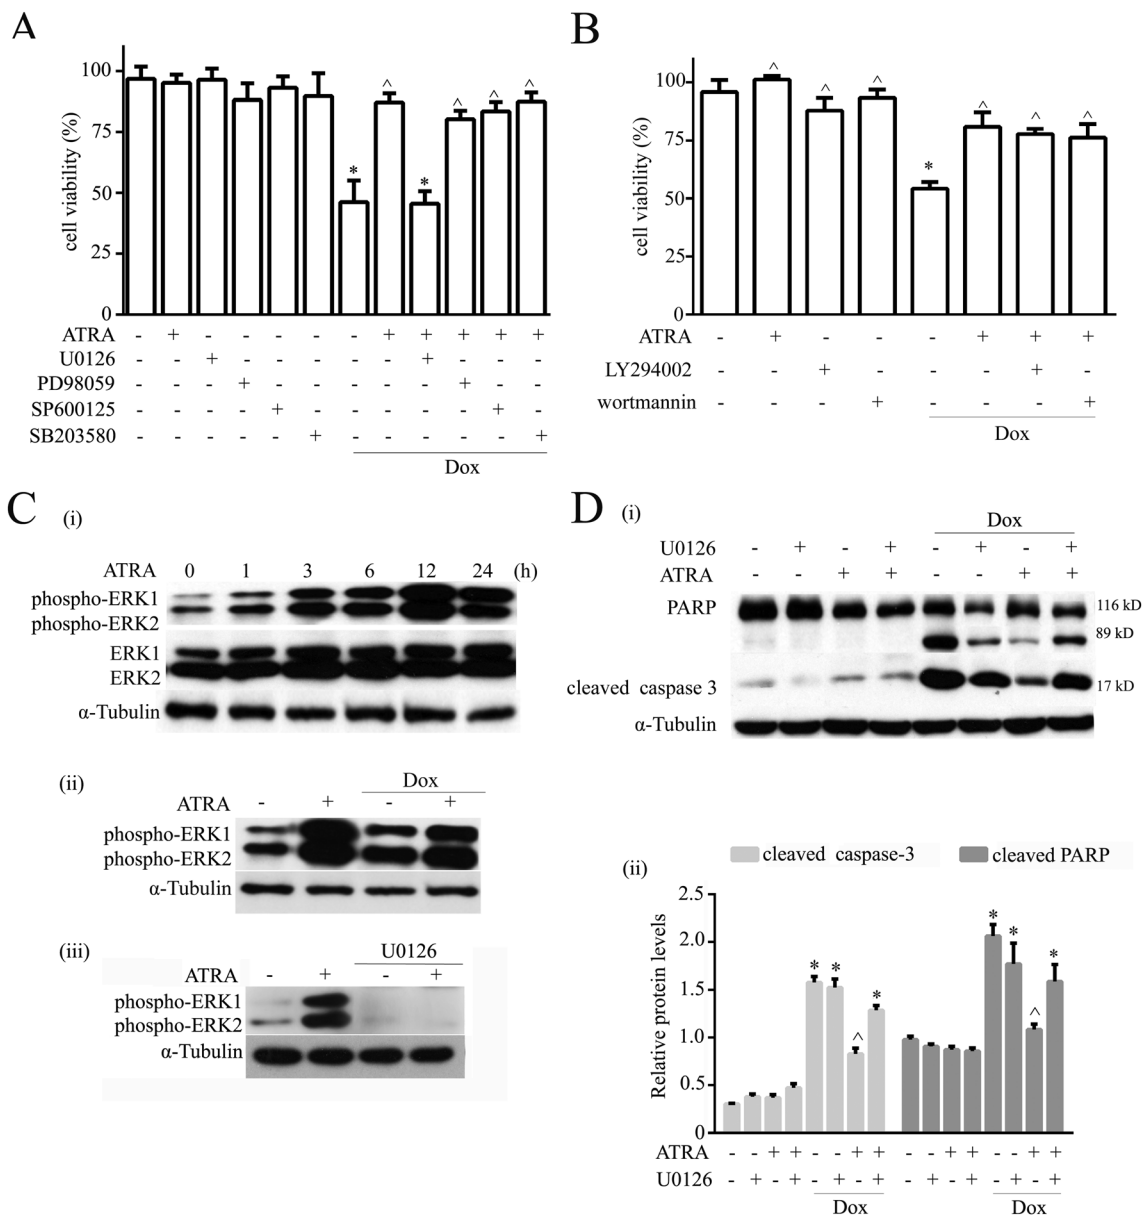 A
cell viability (%)
100
75
50
25
0
* ^ * ^ ^ ^
ATRA - + - - - - - + + + + +
U0126 - - + - - - - - + - - -
PD98059 - - - + - - - - - + - -
SP600125 - - - - + - - - - - + -
SB203580 - - - - - + - - - - - +
Dox
B
cell viability (%)
100
75
50
25
0
^ ^ ^ * ^ ^ ^
ATRA - + - - - + + +
LY294002 - - + - - - + -
wortmannin - - - + - - - +
Dox
C
(i)
ATRA 0 1 3 6 12 24 (h)
phospho-ERK1
phospho-ERK2
ERK1
ERK2
α-Tubulin
(ii)
Dox
ATRA - + - +
phospho-ERK1
phospho-ERK2
α-Tubulin
(iii)
U0126
ATRA - + - +
phospho-ERK1
phospho-ERK2
α-Tubulin
D
(i)
Dox
U0126 - + - + - + - +
ATRA - - + + - - + +
PARP
116 kD
89 kD
cleaved caspase 3
17 kD
α-Tubulin
(ii)
cleaved caspase-3 cleaved PARP
Relative protein levels
2.5
2.0
1.5
1.0
0.5
0
* * ^ * * * ^ *
ATRA - - + + - - + + - - + + - - + +
U0126 - + - + - + - + - + - + - + - +
Dox Dox